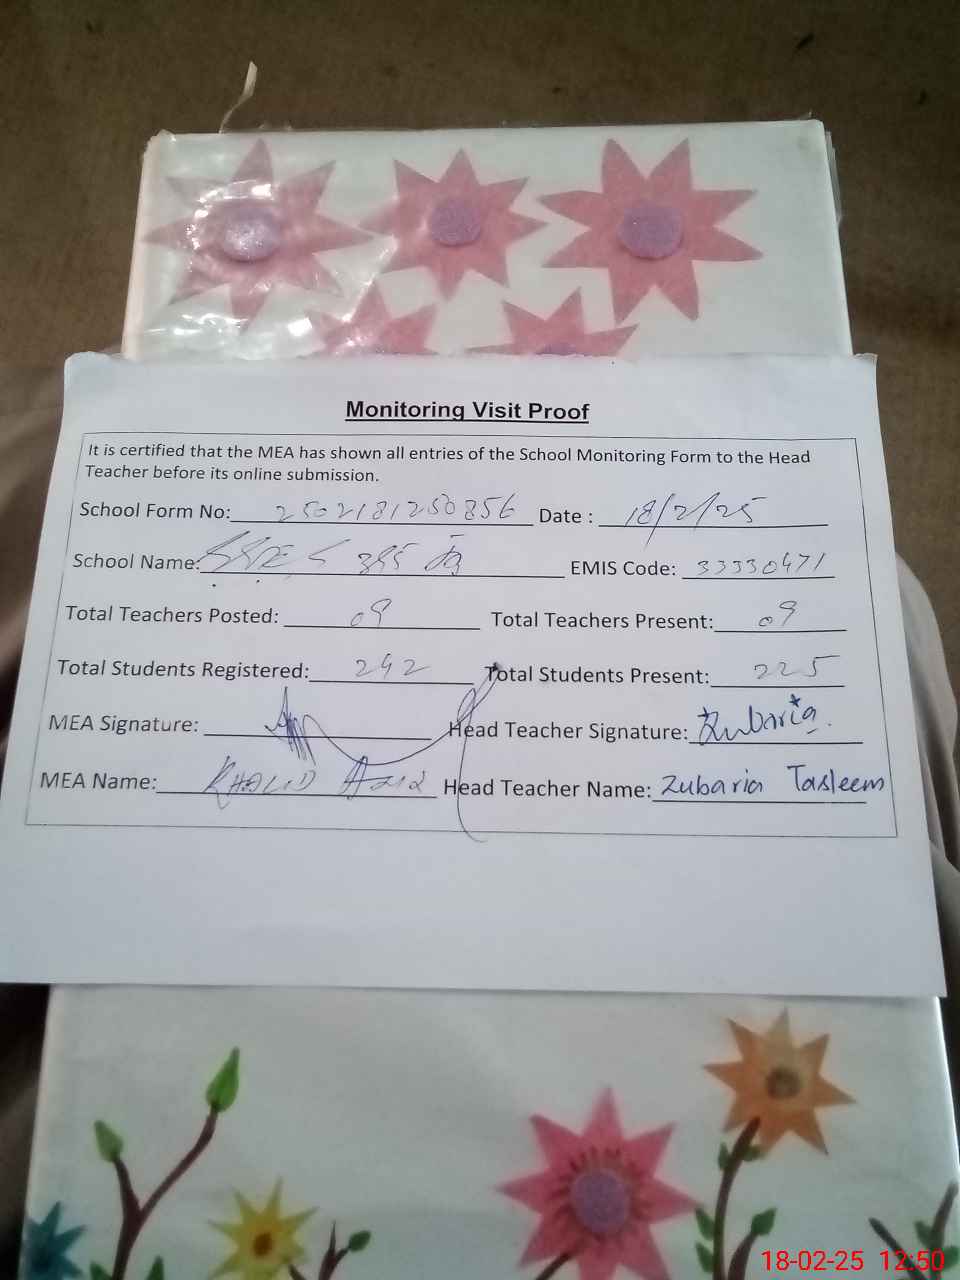 Monitoring Visit Proof
It is certified that the MEA has shown all entries of the School Monitoring Form to the Head
Teacher before its online submission.
School Form No: 2502181250856 Date : 18/2/25
School Name: 385 EMIS Code: 33330471
Total Teachers Posted: 09 Total Teachers Present: 09
Total Students Registered: 242 Total Students Present: 225
MEA Signature: Head Teacher Signature: Zubaria.
MEA Name: KHALID AZIZ Head Teacher Name: Zubaria Tasleem
18-02-25 12:50